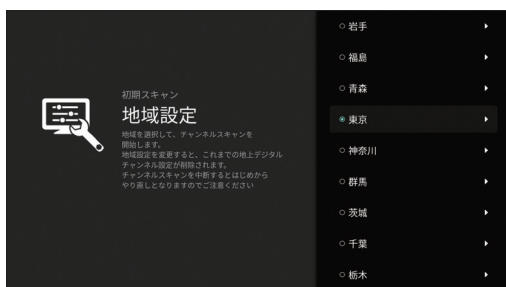 初期スキャン
地域設定
地域を選択して、チャンネルスキャンを
開始します。
地域設定を変更すると、これまでの地上デジタル
チャンネル設定が削除されます。
チャンネルスキャンを中断するとはじめから
やり直しとなりますのでご注意ください
岩手
福島
青森
東京
神奈川
群馬
茨城
千葉
栃木